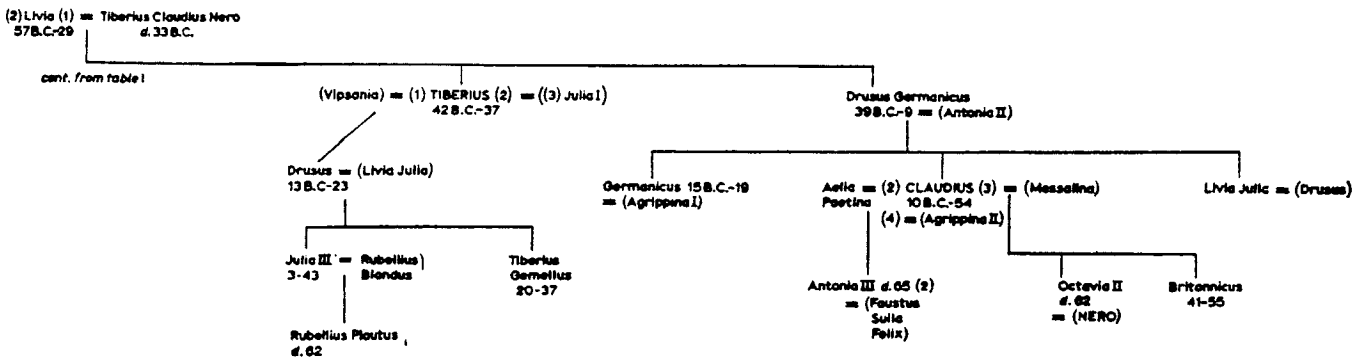 (2) Livia (1) = Tiberius Claudius Nero
57B.C.-29 d. 33 B.C.
cont. from table I
(Vipsania) = (1) TIBERIUS (2) = ((3) Julia I)
42 B.C.-37
Drusus Germanicus
39B.C.-9 = (Antonia II)
Drusus = (Livia Julia)
13 B.C-23
Germanicus 15 B.C.-19
= (Agrippina I)
Aelia = (2) CLAUDIUS (3) = (Messalina)
Paetina 10B.C.-54
(4) = (Agrippina II)
Livia Julia = (Drusus)
Julia III = Rubellius)
3-43 Blandus
Tiberius
Gemellus
20-37
Antonia III d. 65 (2)
= (Faustus
Sulla
Felix)
Octavia II
d. 62
= (NERO)
Britannicus
41-55
Rubellius Plautus
d. 62